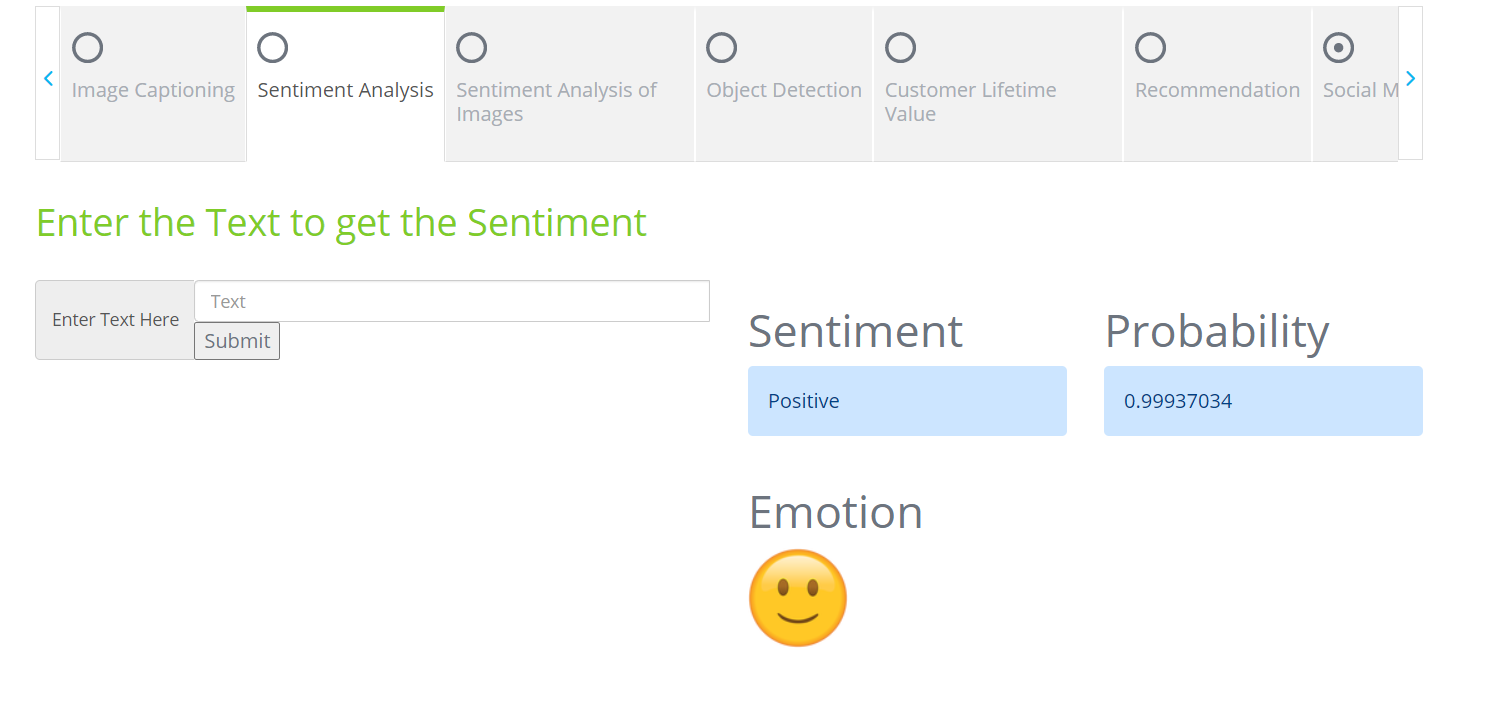 Image Captioning
Sentiment Analysis
Sentiment Analysis of
Images
Object Detection
Customer Lifetime
Value
Recommendation
Social M
Enter the Text to get the Sentiment
Enter Text Here
Text
Submit
Sentiment
Probability
Positive
0.99937034
Emotion